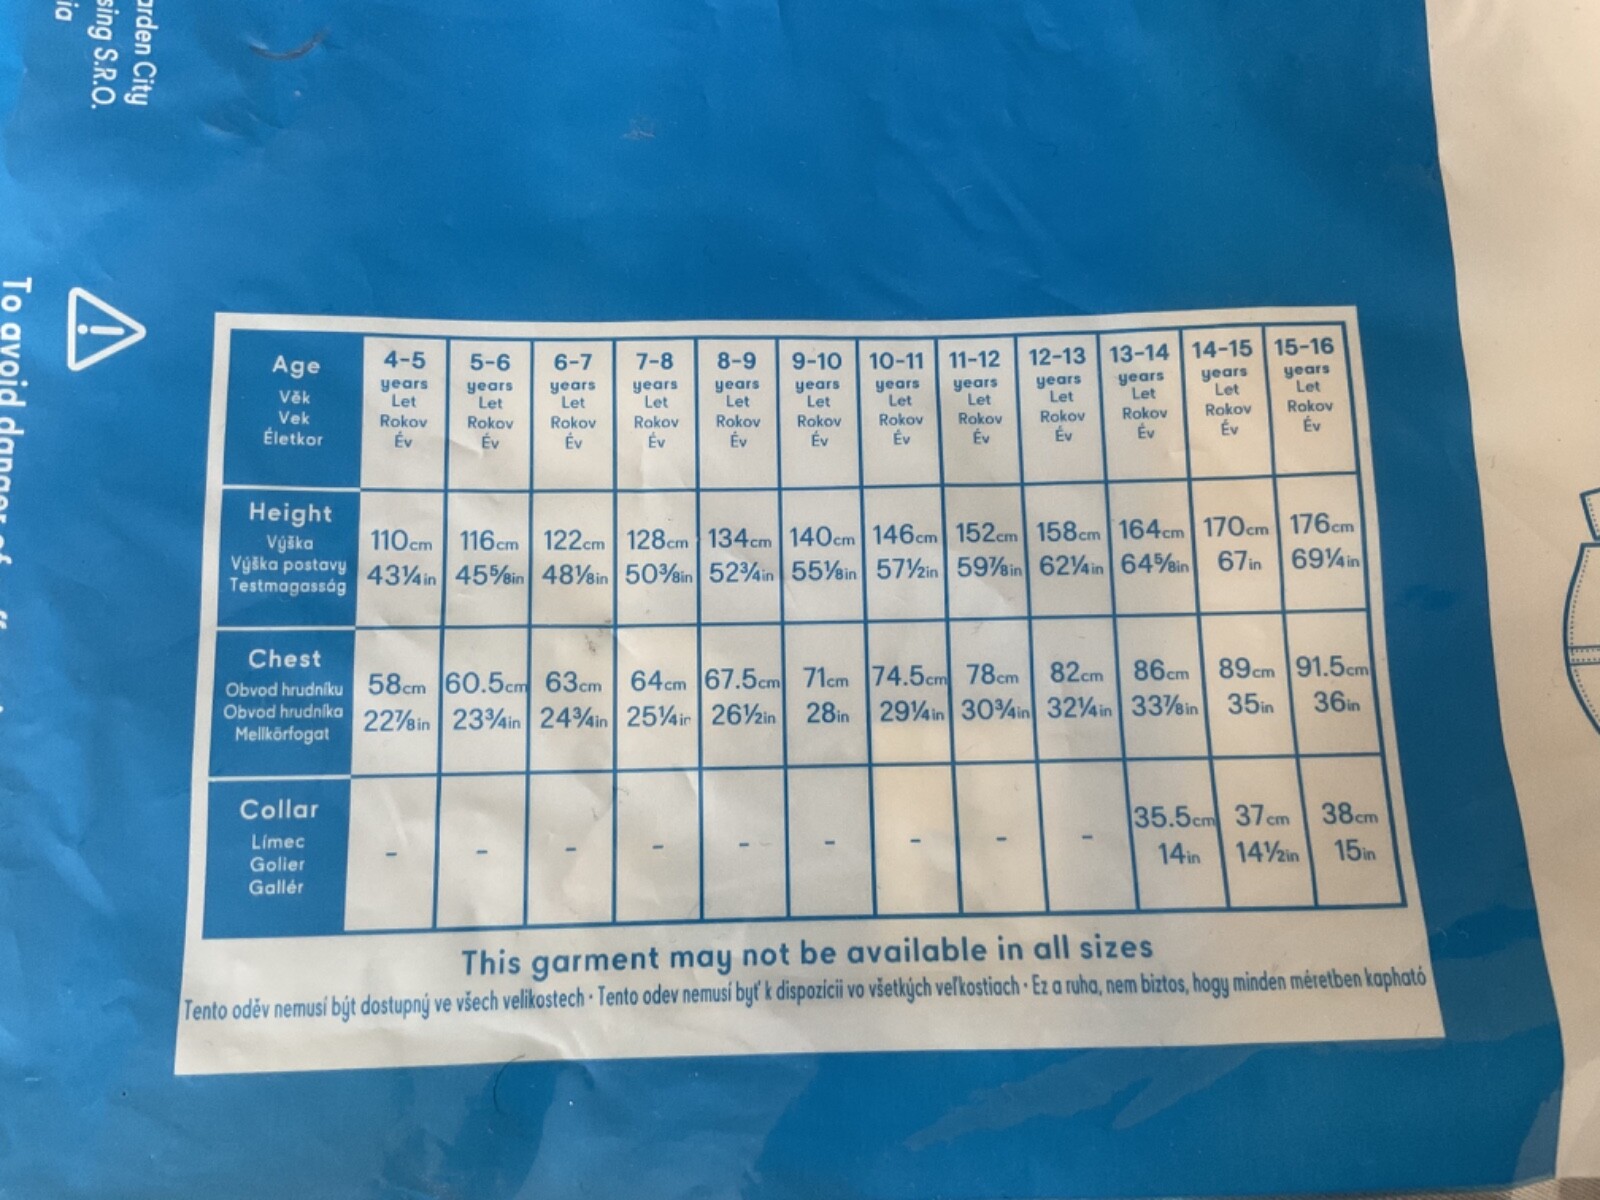 arden City
sing S.R.O.
ia
To avoid danger of
Age
Věk
Vek
Életkor
4-5 years Let Rokov Év
5-6 years Let Rokov Év
6-7 years Let Rokov Év
7-8 years Let Rokov Év
8-9 years Let Rokov Év
9-10 years Let Rokov Év
10-11 years Let Rokov Év
11-12 years Let Rokov Év
12-13 years Let Rokov Év
13-14 years Let Rokov Év
14-15 years Let Rokov Év
15-16 years Let Rokov Év
Height
Výška
Výška postavy
Testmagasság
110cm 116cm 122cm 128cm 134cm 140cm 146cm 152cm 158cm 164cm 170cm 176cm
43¼in 45⅝in 48⅛in 50⅜in 52¾in 55⅛in 57½in 59⅞in 62¼in 64⅝in 67in 69¼in
Chest
Obvod hrudníku
Obvod hrudníka
Mellkörfogat
58cm 60.5cm 63cm 64cm 67.5cm 71cm 74.5cm 78cm 82cm 86cm 89cm 91.5cm
22⅞in 23¾in 24¾in 25¼in 26½in 28in 29¼in 30¾in 32¼in 33⅞in 35in 36in
Collar
Límec
Golier
Gallér
- - - - - - - - - 35.5cm 37cm 38cm
14in 14½in 15in
This garment may not be available in all sizes
Tento oděv nemusí být dostupný ve všech velikostech · Tento odev nemusí byť k dispozícii vo všetkých veľkostiach · Ez a ruha, nem biztos, hogy minden méretben kapható